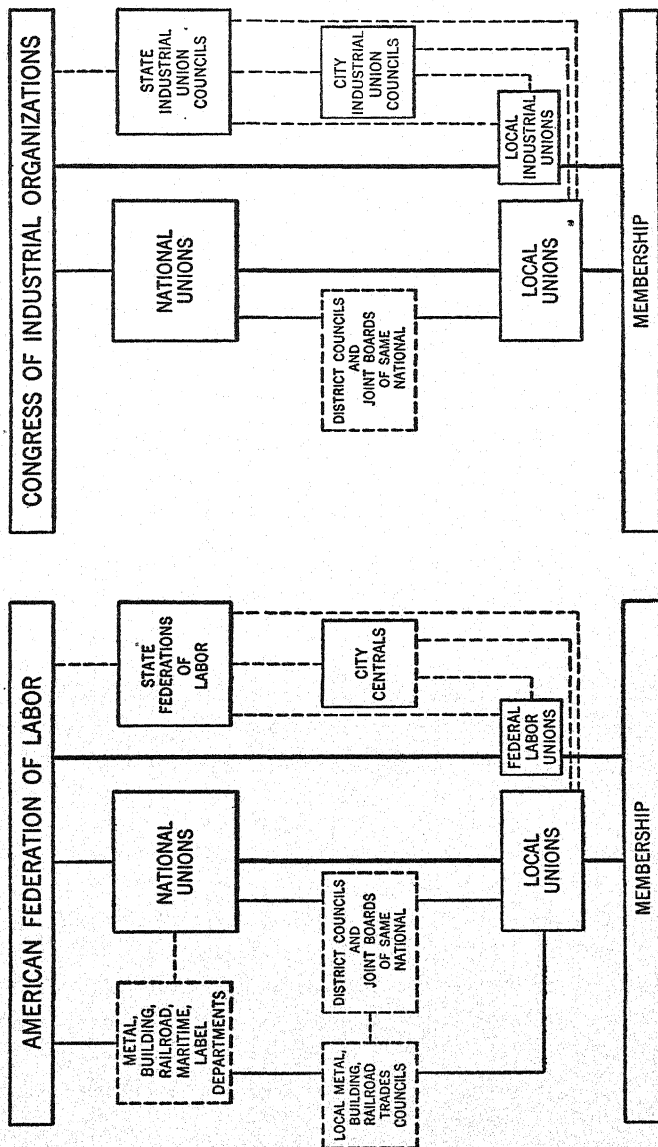 AMERICAN FEDERATION OF LABOR
METAL,
BUILDING,
RAILROAD,
MARITIME,
LABEL
DEPARTMENTS
NATIONAL
UNIONS
STATE
FEDERATIONS
OF
LABOR
LOCAL METAL,
BUILDING,
RAILROAD
TRADES
COUNCILS
DISTRICT COUNCILS
AND
JOINT BOARDS
OF SAME
NATIONAL
CITY
CENTRALS
LOCAL
UNIONS
FEDERAL
LABOR
UNIONS
MEMBERSHIP
CONGRESS OF INDUSTRIAL ORGANIZATIONS
NATIONAL
UNIONS
STATE
INDUSTRIAL
UNION
COUNCILS
DISTRICT COUNCILS
AND
JOINT BOARDS
OF SAME
NATIONAL
CITY
INDUSTRIAL
UNION
COUNCILS
LOCAL
UNIONS
LOCAL
INDUSTRIAL
UNIONS
MEMBERSHIP